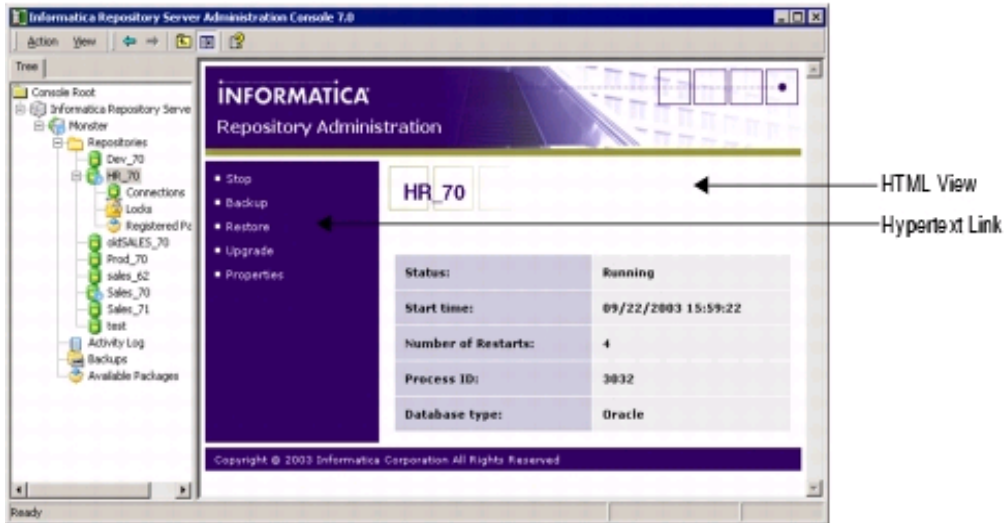 Informatica Repository Server Administration Console 7.0
Action View
Tree
Console Root
Informatica Repository Serve
Monster
Repositories
Dev_70
HR_70
Connections
Locks
Registered Pa
oldSALES_70
Prod_70
sales_62
Sales_70
Sales_71
test
Activity Log
Backups
Available Packages
INFORMATICA
Repository Administration
Stop
Backup
Restore
Upgrade
Properties
HR_70
Status: Running
Start time: 09/22/2003 15:59:22
Number of Restarts: 4
Process ID: 3032
Database type: Oracle
Copyright © 2003 Informatica Corporation All Rights Reserved
Ready
HTML View
Hypertext Link